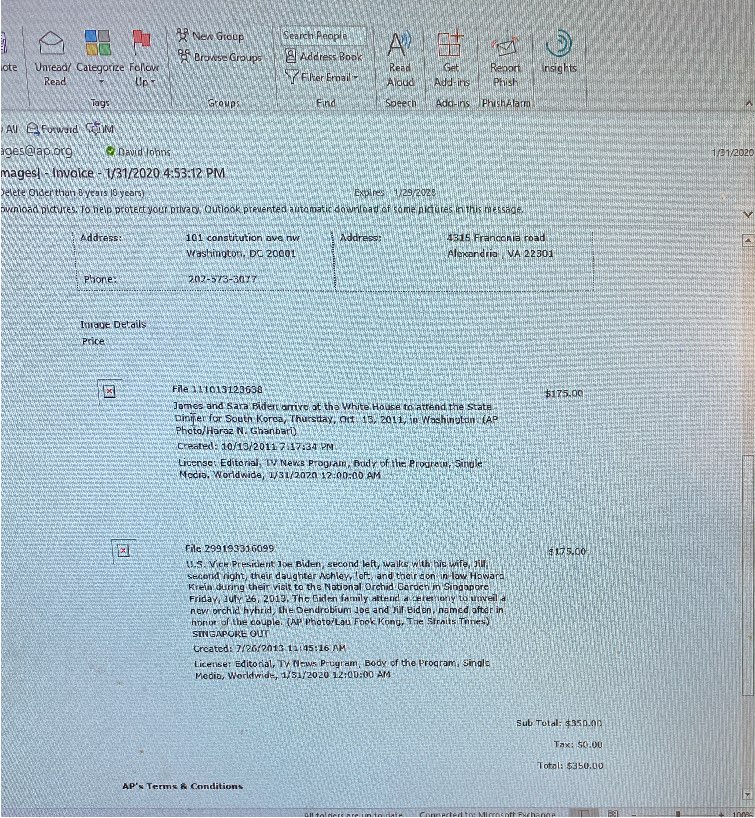 New Group
Browse Groups
Search People
Address Book
Filter Email
Unread/
Read
Categorize
Follow
Up
Read
Aloud
Get
Add-ins
Report
Phish
Insights
Tags
Groups
Find
Speech
Add-ins
PhishAlarm
All
Forward
IM
ages@ap.org
David Johns
1/31/2020
mages| - Invoice - 1/31/2020 4:53:12 PM
Delete Older than 8 years (8 years)
Expires 1/29/2028
ownload pictures. To help protect your privacy, Outlook prevented automatic download of some pictures in this message.
Address: 101 constitution ave nw Address: 4315 Franconia road
Washington, DC 20001 Alexandria , VA 22301
Phone: 202-573-3077
Image Details
Price
File 111013123638 $175.00
James and Sara Biden arrive at the White House to attend the State
Dinner for South Korea, Thursday, Oct. 13, 2011, in Washington. (AP
Photo/Haraz N. Ghanbari)
Created: 10/13/2011 7:17:34 PM
License: Editorial, TV News Program, Body of the Program, Single
Media, Worldwide, 1/31/2020 12:00:00 AM
File 299193316099 $175.00
U.S. Vice President Joe Biden, second left, walks with his wife, Jill,
second right, their daughter Ashley, left, and their son in law Howard
Krein during their visit to the National Orchid Garden in Singapore
Friday, July 26, 2013. The Biden family attend a ceremony to unveil a
new orchid hybrid, the Dendrobium Joe and Jill Biden, named after in
honor of the couple. (AP Photo/Lau Fook Kong, The Straits Times)
SINGAPORE OUT
Created: 7/26/2013 11:45:16 AM
License: Editorial, TV News Program, Body of the Program, Single
Media, Worldwide, 1/31/2020 12:00:00 AM
Sub Total: $350.00
Tax: $0.00
Total: $350.00
AP's Terms & Conditions
All folders are up to date. Connected to: Microsoft Exchange